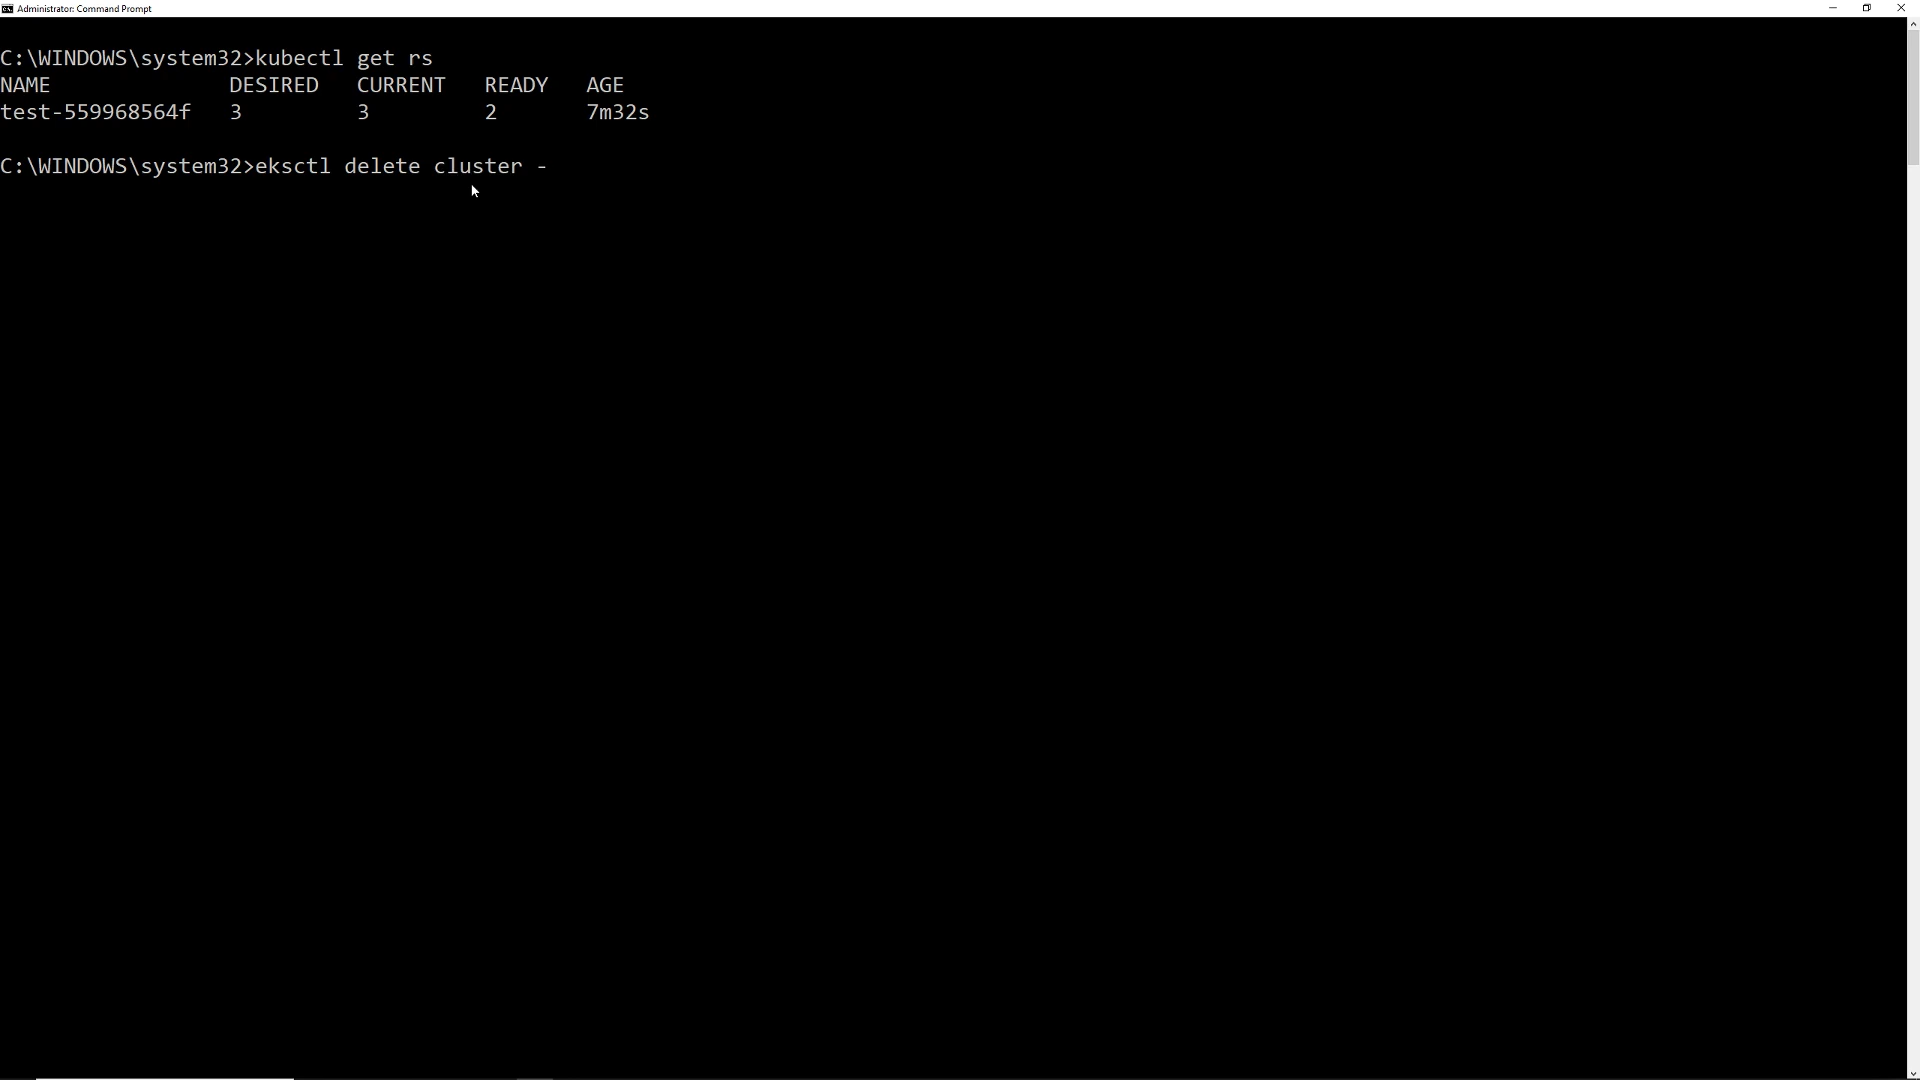 Administrator: Command Prompt
C:\WINDOWS\system32>kubectl get rs
NAME DESIRED CURRENT READY AGE
test-559968564f 3 3 2 7m32s
C:\WINDOWS\system32>eksctl delete cluster -